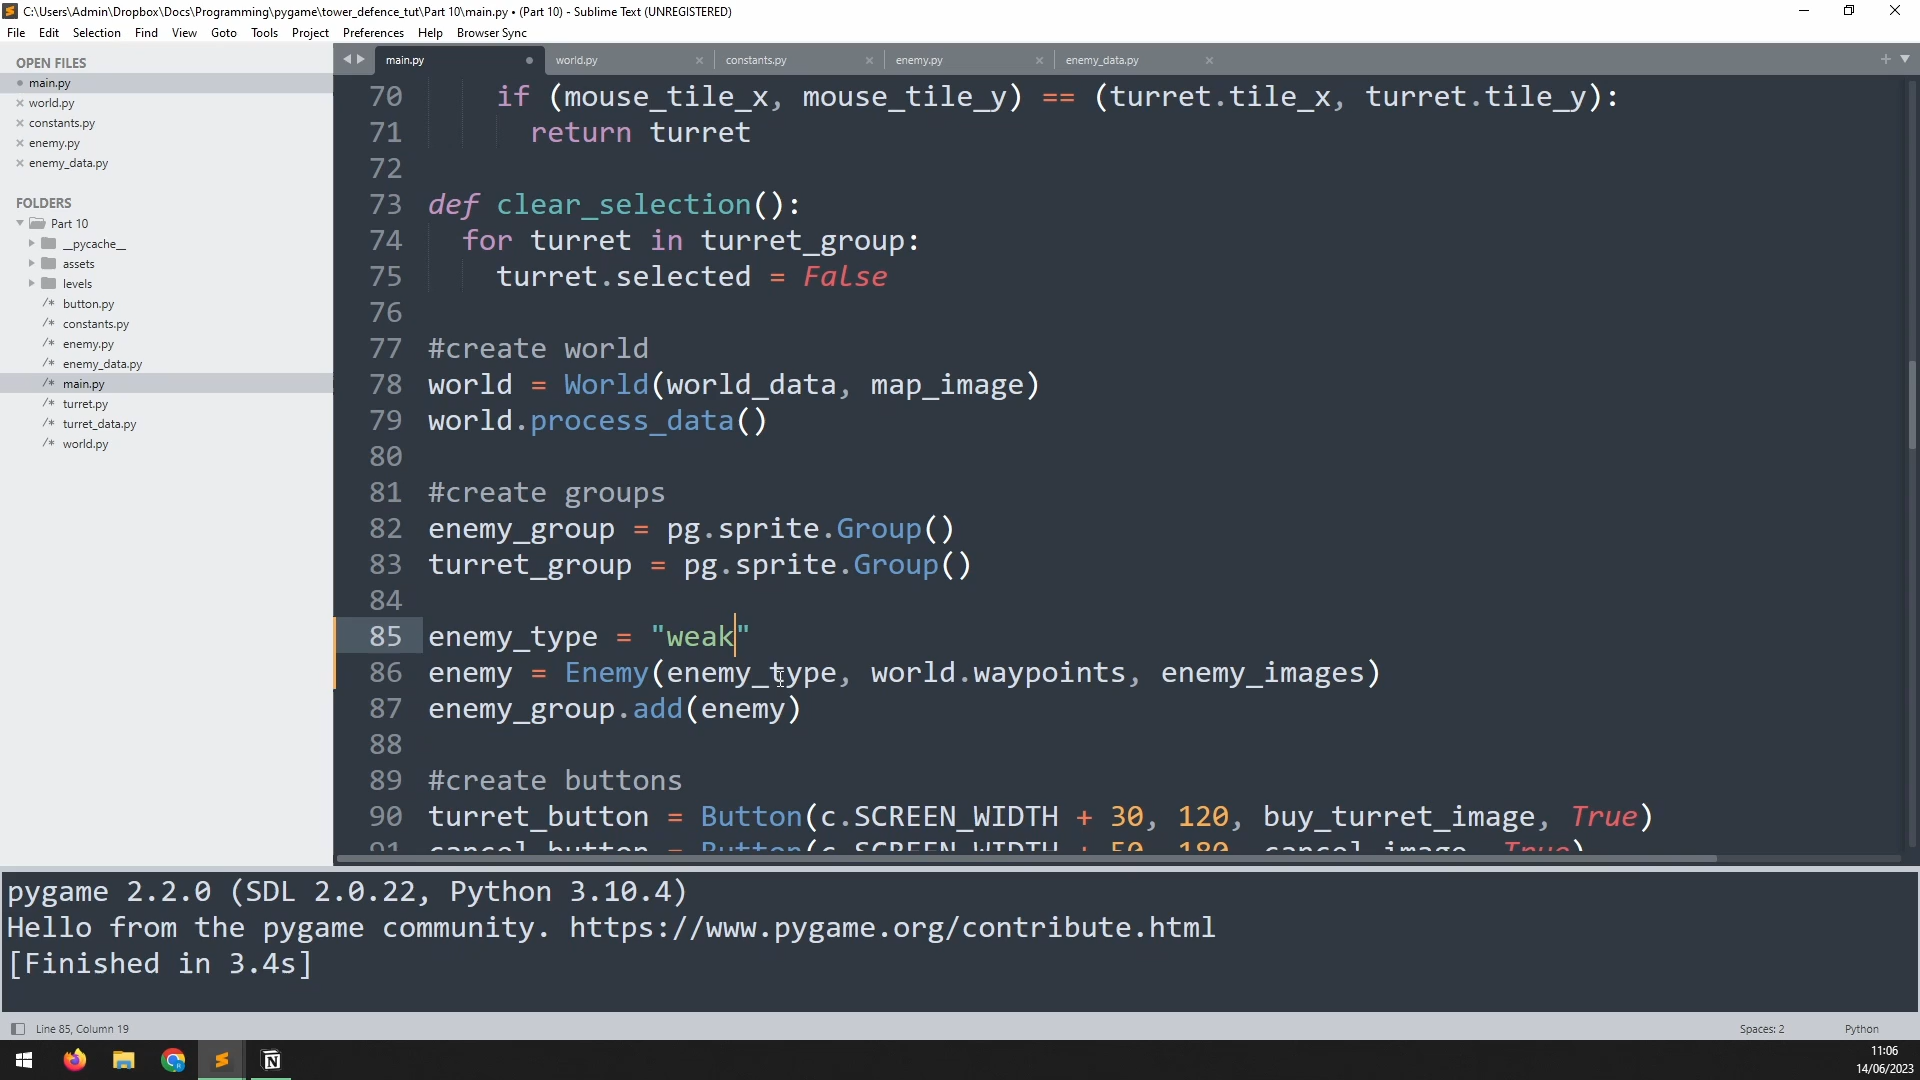 C:\Users\Admin\Dropbox\Docs\Programming\pygame\tower_defence_tut\Part 10\main.py • (Part 10) - Sublime Text (UNREGISTERED)
File Edit Selection Find View Goto Tools Project Preferences Help Browser Sync
OPEN FILES
main.py
world.py
constants.py
enemy.py
enemy_data.py
FOLDERS
Part 10
__pycache__
assets
levels
/* button.py
/* constants.py
/* enemy.py
/* enemy_data.py
/* main.py
/* turret.py
/* turret_data.py
/* world.py
main.py world.py constants.py enemy.py enemy_data.py
70 if (mouse_tile_x, mouse_tile_y) == (turret.tile_x, turret.tile_y):
71 return turret
72
73 def clear_selection():
74 for turret in turret_group:
75 turret.selected = False
76
77 #create world
78 world = World(world_data, map_image)
79 world.process_data()
80
81 #create groups
82 enemy_group = pg.sprite.Group()
83 turret_group = pg.sprite.Group()
84
85 enemy_type = "weak"
86 enemy = Enemy(enemy_type, world.waypoints, enemy_images)
87 enemy_group.add(enemy)
88
89 #create buttons
90 turret_button = Button(c.SCREEN_WIDTH + 30, 120, buy_turret_image, True)
91 cancel_button = Button(c.SCREEN_WIDTH + 50, 180, cancel_image, True)
pygame 2.2.0 (SDL 2.0.22, Python 3.10.4)
Hello from the pygame community. https://www.pygame.org/contribute.html
[Finished in 3.4s]
Line 85, Column 19
Spaces: 2
Python
11:06
14/06/2023